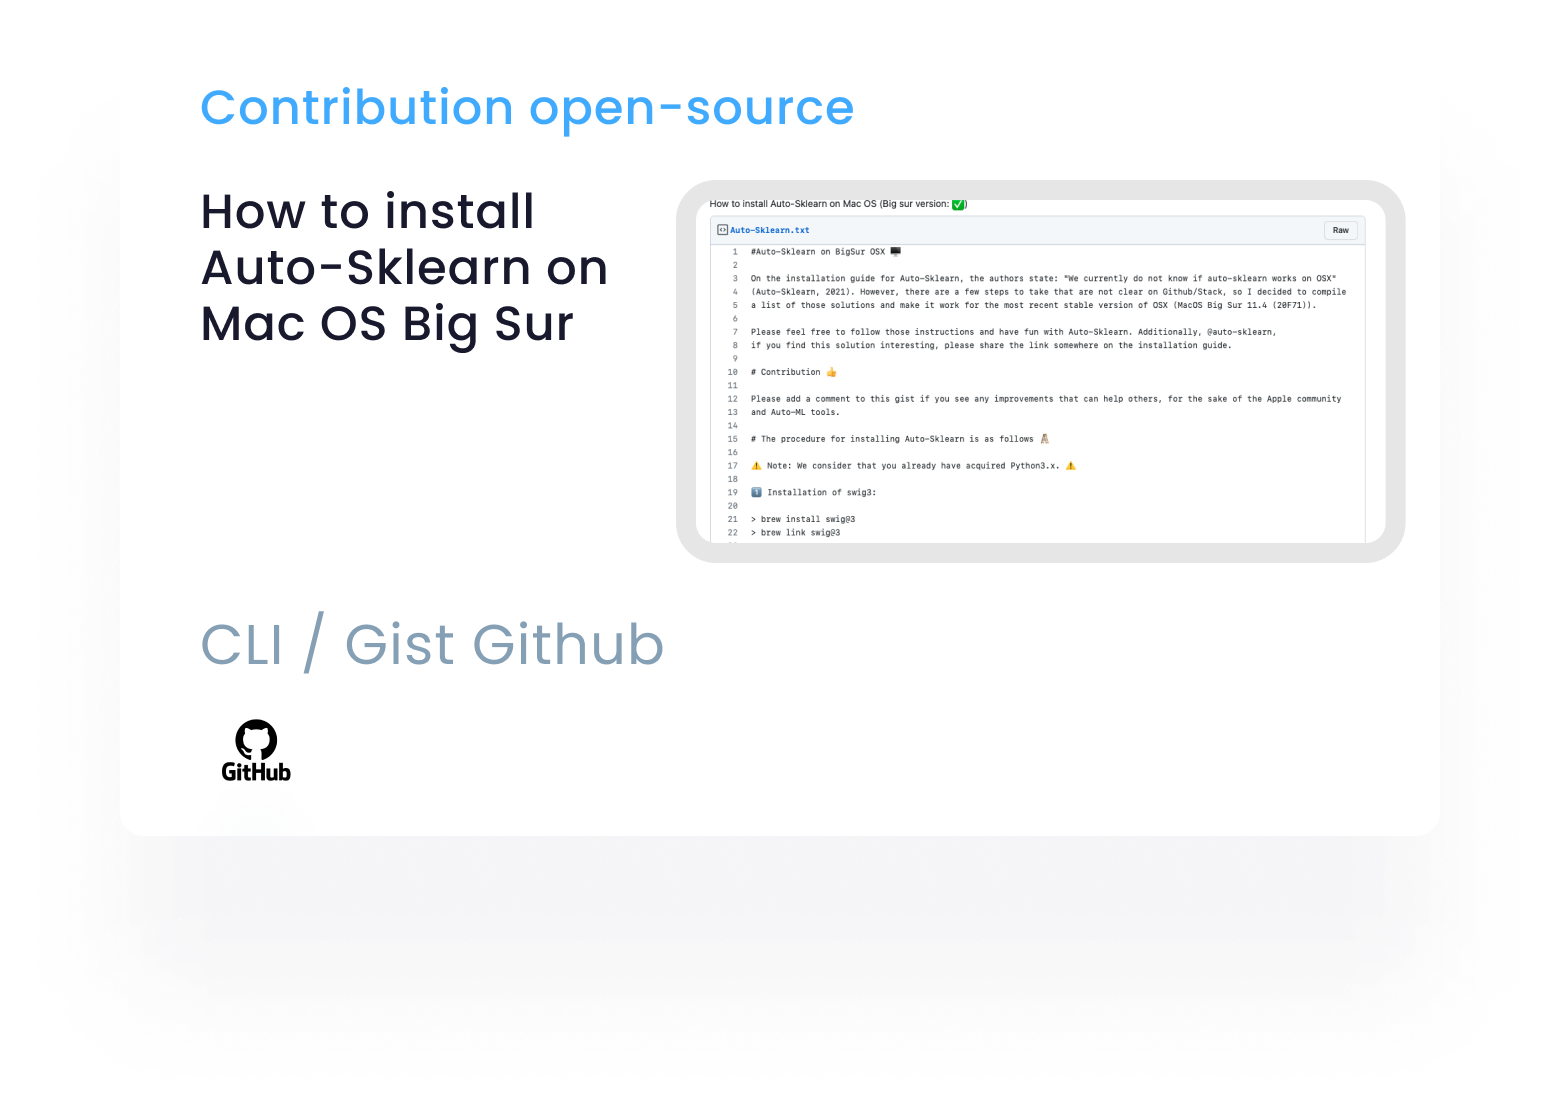 Contribution open-source
How to install
Auto-Sklearn on
Mac OS Big Sur
How to install Auto-Sklearn on Mac OS (Big sur version: ✅)
Auto-Sklearn.txt
Raw
1 #Auto-Sklearn on BigSur OSX 🖥️
2
3 On the installation guide for Auto-Sklearn, the authors state: "We currently do not know if auto-sklearn works on OSX"
4 (Auto-Sklearn, 2021). However, there are a few steps to take that are not clear on Github/Stack, so I decided to compile
5 a list of those solutions and make it work for the most recent stable version of OSX (MacOS Big Sur 11.4 (20F71)).
6
7 Please feel free to follow those instructions and have fun with Auto-Sklearn. Additionally, @auto-sklearn,
8 if you find this solution interesting, please share the link somewhere on the installation guide.
9
10 # Contribution 👍
11
12 Please add a comment to this gist if you see any improvements that can help others, for the sake of the Apple community
13 and Auto-ML tools.
14
15 # The procedure for installing Auto-Sklearn is as follows
16
17 ⚠️ Note: We consider that you already have acquired Python3.x. ⚠️
18
19 1️⃣ Installation of swig3:
20
21 > brew install swig@3
22 > brew link swig@3
CLI / Gist Github
GitHub